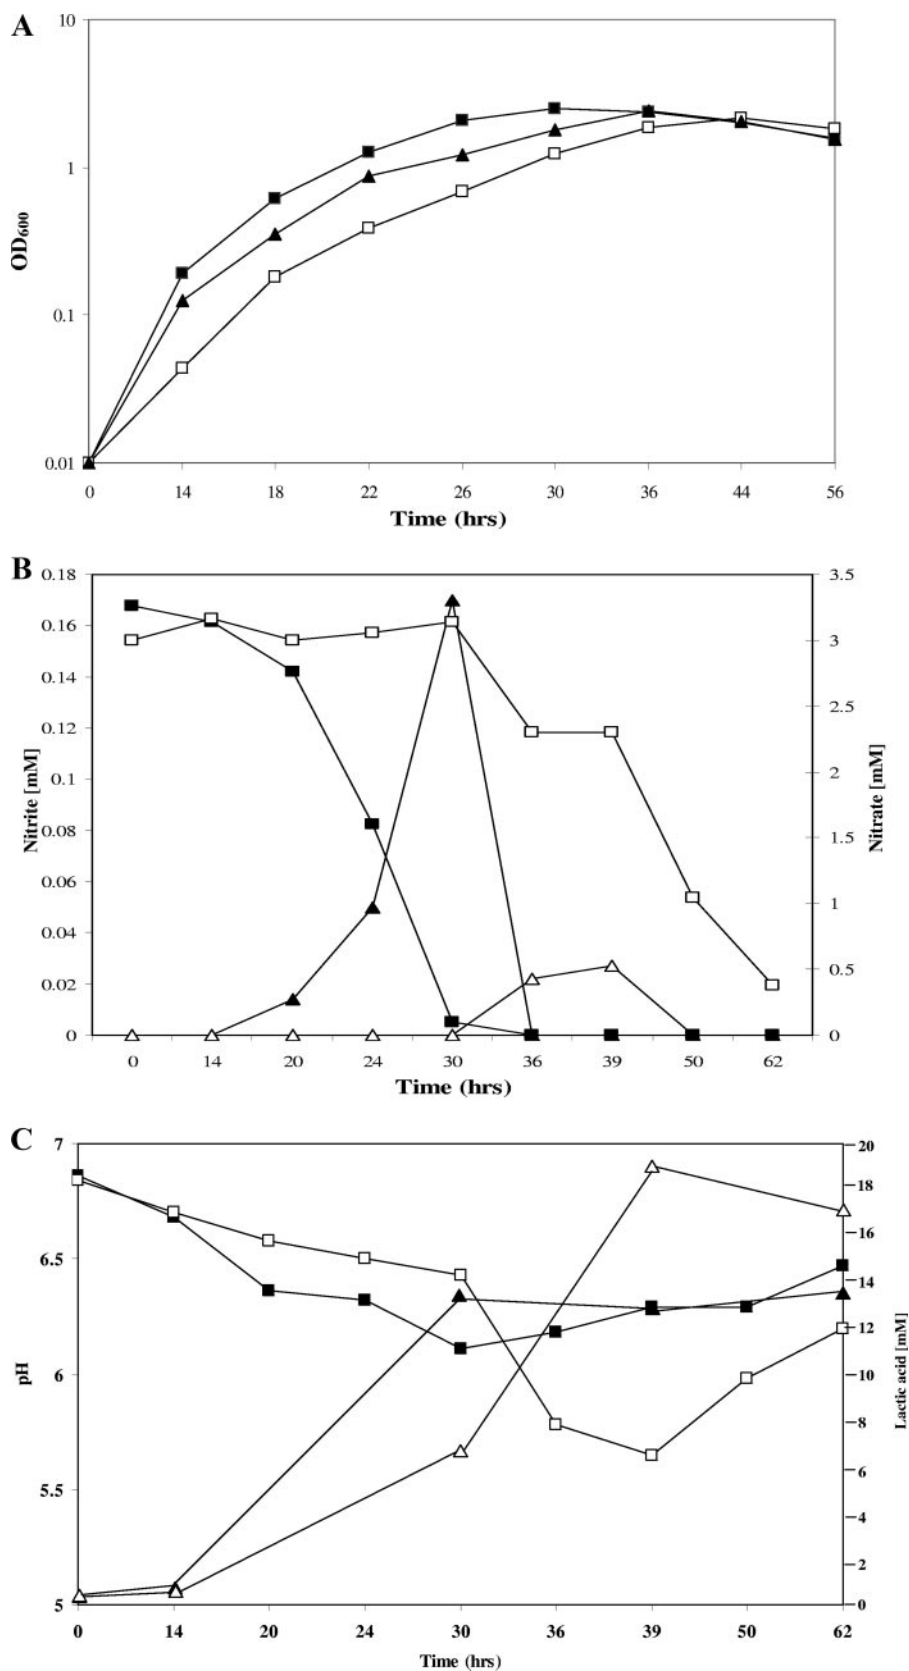 A
10
1
0.1
0.01
OD600
0 14 18 22 26 30 36 44 56
Time (hrs)
B
0.18
0.16
0.14
0.12
0.1
0.08
0.06
0.04
0.02
0
Nitrite [mM]
3.5
3
2.5
2
1.5
1
0.5
0
Nitrate [mM]
0 14 20 24 30 36 39 50 62
Time (hrs)
C
7
6.5
6
5.5
5
pH
20
18
16
14
12
10
8
6
4
2
0
Lactic acid [mM]
0 14 20 24 30 36 39 50 62
Time (hrs)